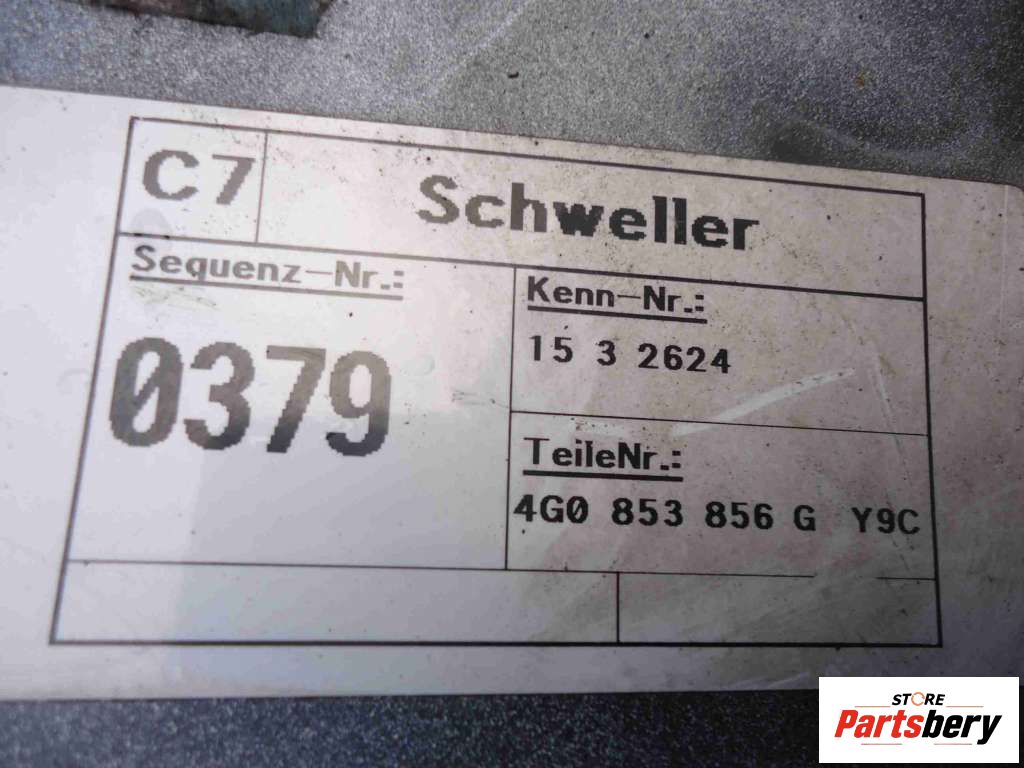 C7 Schweller
Sequenz-Nr.:
0379
Kenn-Nr.:
15 3 2624
TeileNr.:
4G0 853 856 G Y9C
STORE
Partsbery